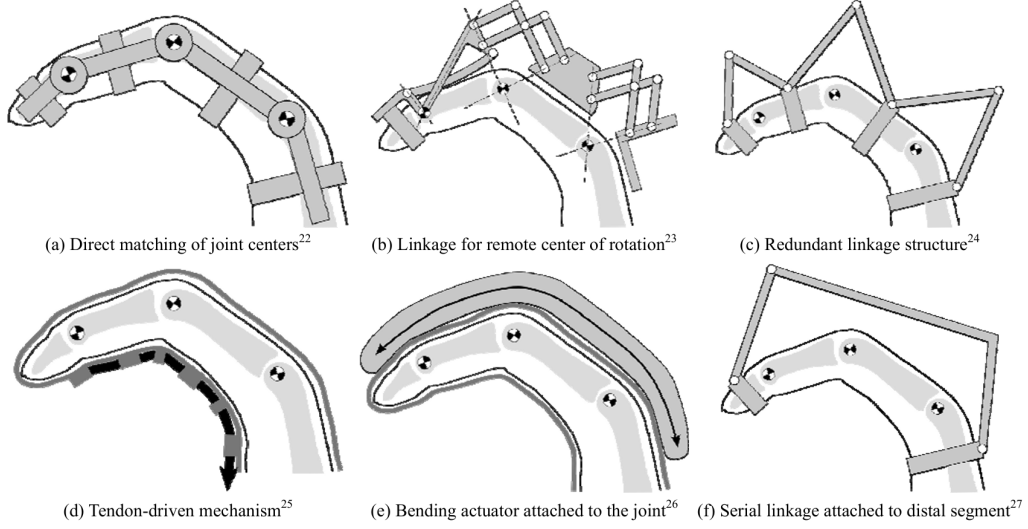 (a) Direct matching of joint centers22
(b) Linkage for remote center of rotation23
(c) Redundant linkage structure24
(d) Tendon-driven mechanism25
(e) Bending actuator attached to the joint26
(f) Serial linkage attached to distal segment27